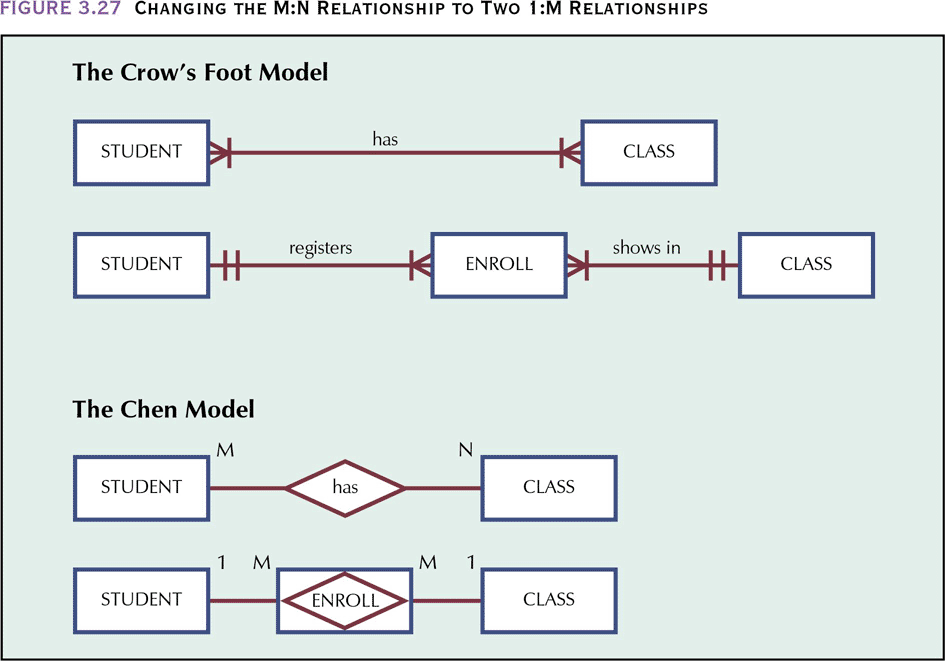 FIGURE 3.27 CHANGING THE M:N RELATIONSHIP TO TWO 1:M RELATIONSHIPS
The Crow's Foot Model
STUDENT has CLASS
STUDENT registers ENROLL shows in CLASS
The Chen Model
M N
STUDENT has CLASS
1 M M 1
STUDENT ENROLL CLASS